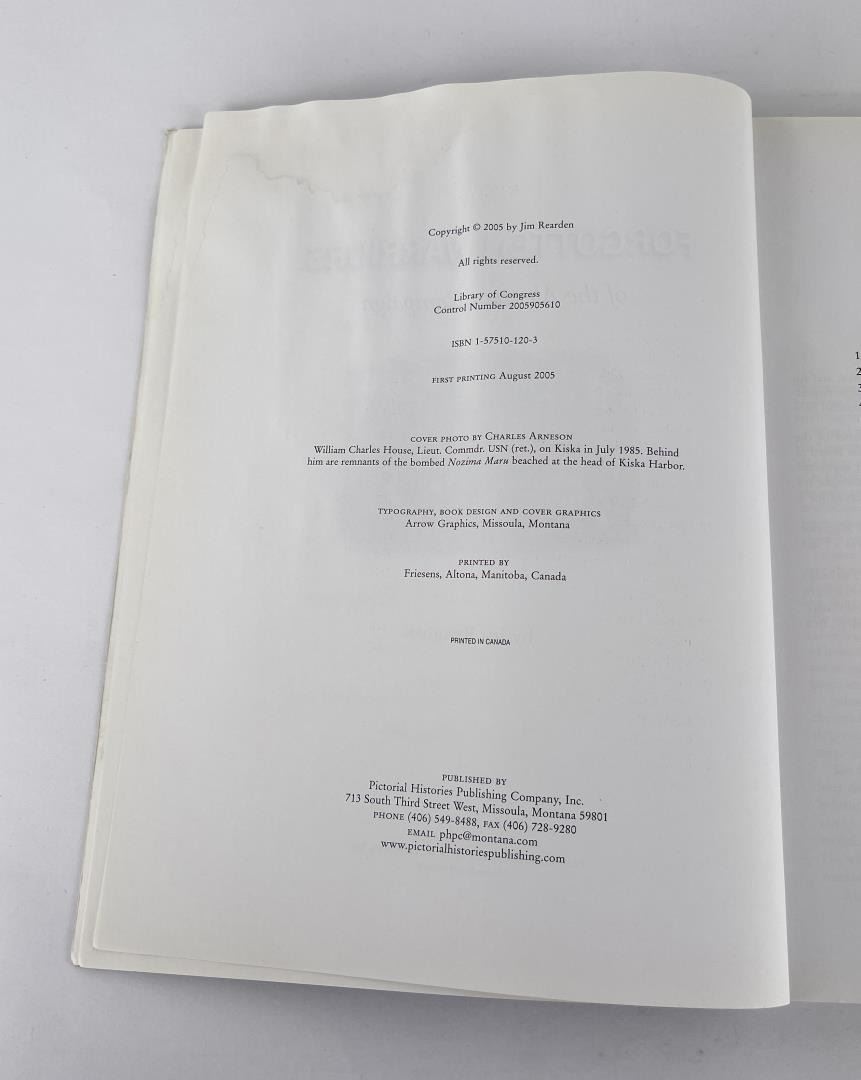 Copyright © 2005 by Jim Rearden
All rights reserved.
Library of Congress
Control Number 2005905610
ISBN 1-57510-120-3
FIRST PRINTING August 2005
COVER PHOTO BY CHARLES ARNESON
William Charles House, Lieut. Commdr. USN (ret.), on Kiska in July 1985. Behind
him are remnants of the bombed Nozima Maru beached at the head of Kiska Harbor.
TYPOGRAPHY, BOOK DESIGN AND COVER GRAPHICS
Arrow Graphics, Missoula, Montana
PRINTED BY
Friesens, Altona, Manitoba, Canada
PRINTED IN CANADA
PUBLISHED BY
Pictorial Histories Publishing Company, Inc.
713 South Third Street West, Missoula, Montana 59801
PHONE (406) 549-8488, FAX (406) 728-9280
EMAIL phpc@montana.com
www.pictorialhistoriespublishing.com
1
2
3